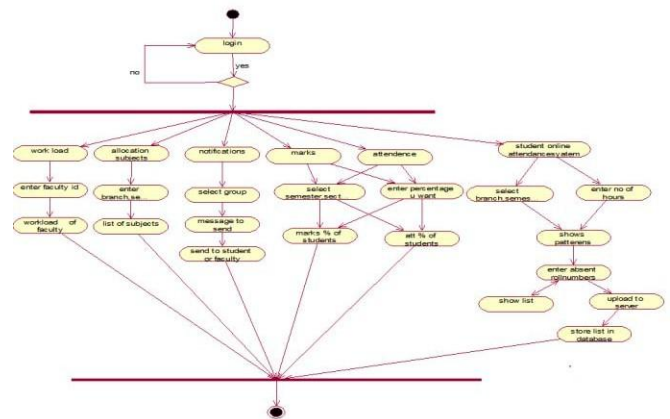 login
no
yes
work load
allocation
subjects
notifications
marks
attendence
student online
attendancesyatem
enter faculty id
enter
branch,se...
select group
select
semester,sect...
enter percentage
u want
select
branch,semes...
enter no of
hours
workload of
faculty
list of subjects
message to
send
marks % of
students
att % of
students
shows
patterens
send to student
or faculty
enter absent
rollnumbers
show list
upload to
server
store list in
database